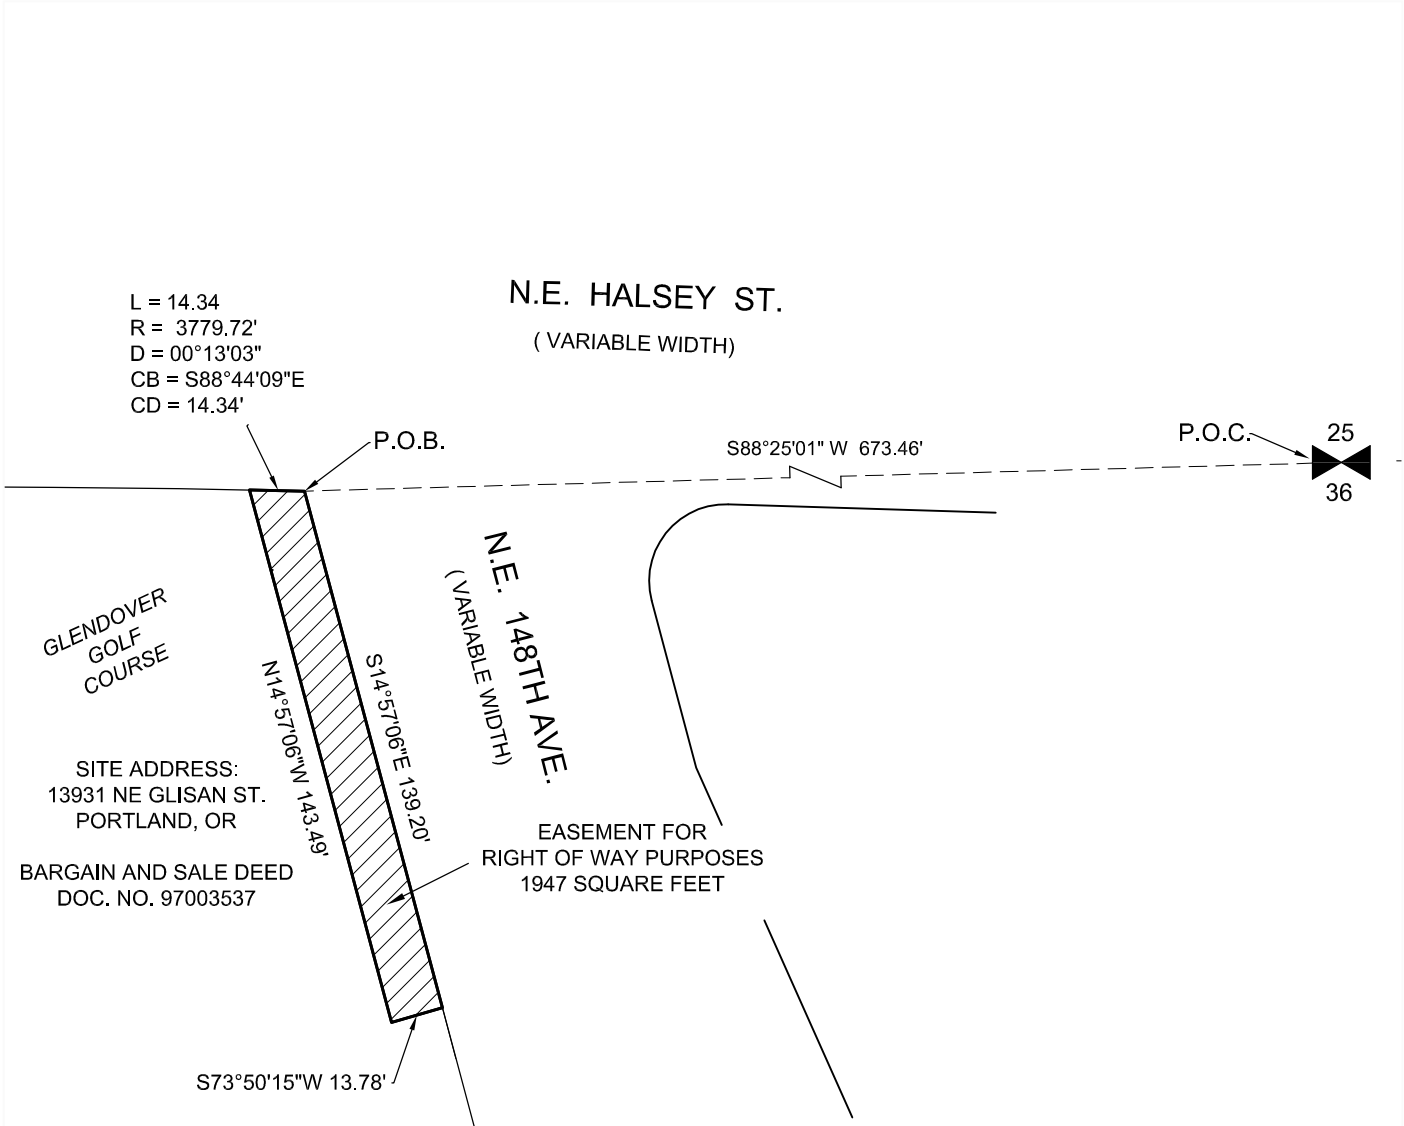 N.E. HALSEY ST.
( VARIABLE WIDTH)
L = 14.34
R = 3779.72'
D = 00°13'03"
CB = S88°44'09"E
CD = 14.34'
P.O.B.
S88°25'01" W 673.46'
P.O.C.
25
36
N.E. 148TH AVE.
( VARIABLE WIDTH)
GLENDOVER
GOLF
COURSE
N14°57'06"W 143.49'
S14°57'06"E 139.20'
SITE ADDRESS:
13931 NE GLISAN ST.
PORTLAND, OR
BARGAIN AND SALE DEED
DOC. NO. 97003537
EASEMENT FOR
RIGHT OF WAY PURPOSES
1947 SQUARE FEET
S73°50'15"W 13.78'